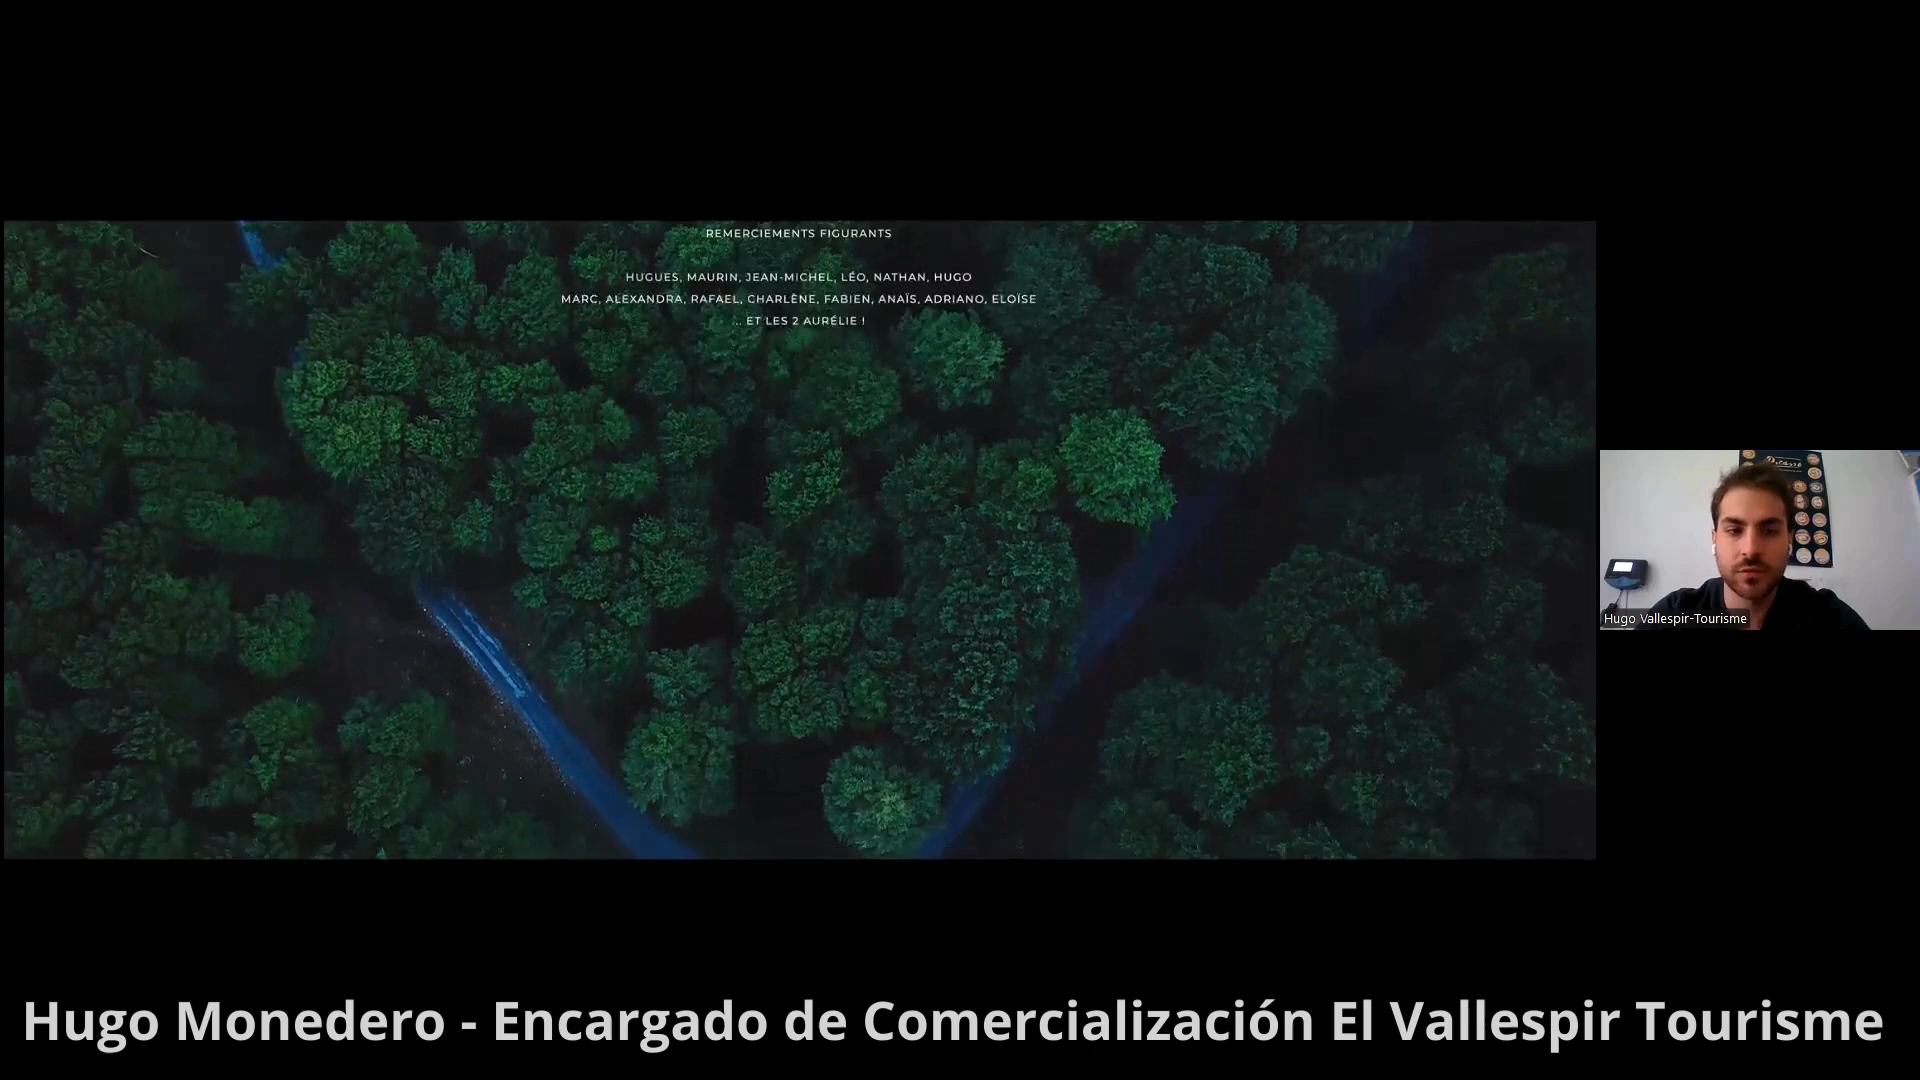 REMERCIEMENTS FIGURANTS
HUGUES, MAURIN, JEAN-MICHEL, LÉO, NATHAN, HUGO
MARC, ALEXANDRA, RAFAEL, CHARLÈNE, FABIEN, ANAÏS, ADRIANO, ELOÏSE
... ET LES 2 AURÉLIE !
Hugo Vallespir-Tourisme
Hugo Monedero - Encargado de Comercialización El Vallespir Tourisme